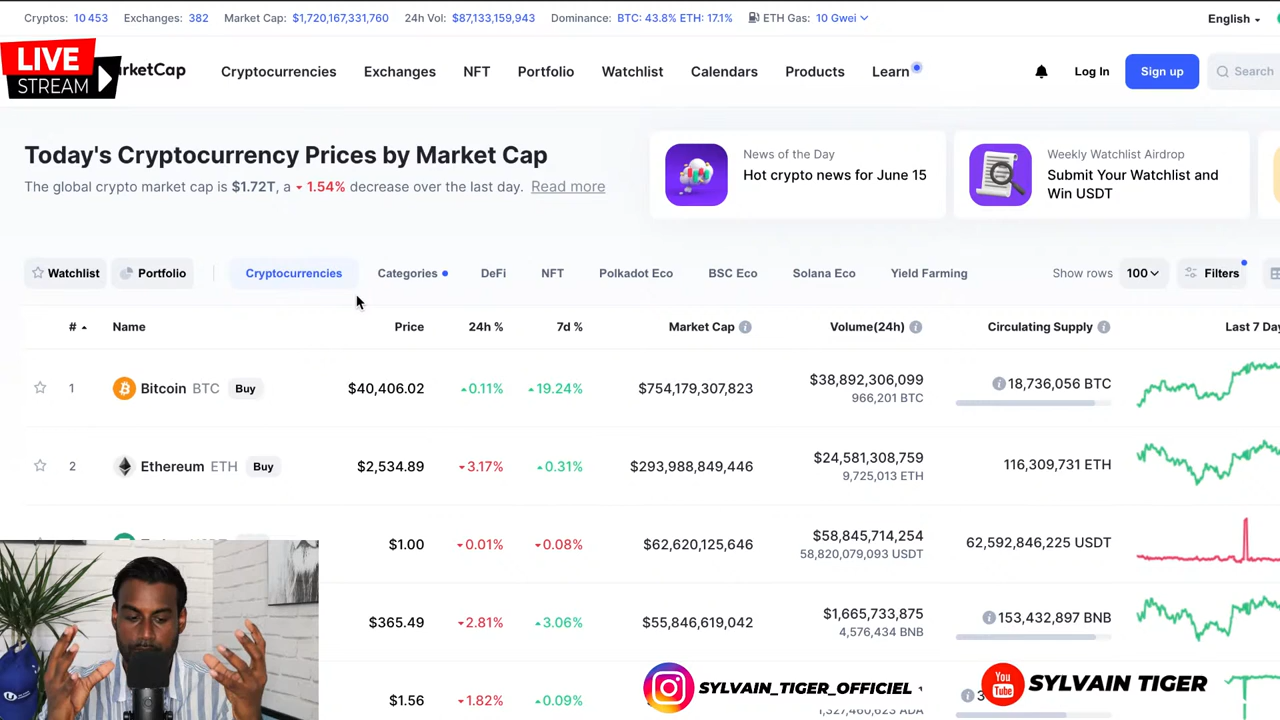 Cryptos: 10 453 Exchanges: 382 Market Cap: $1,720,167,331,760 24h Vol: $87,133,159,943 Dominance: BTC: 43.8% ETH: 17.1% ETH Gas: 10 Gwei English
LIVE
STREAM
rketCap Cryptocurrencies Exchanges NFT Portfolio Watchlist Calendars Products Learn Log In Sign up Search
Today's Cryptocurrency Prices by Market Cap
The global crypto market cap is $1.72T, a 1.54% decrease over the last day. Read more
News of the Day
Hot crypto news for June 15
Weekly Watchlist Airdrop
Submit Your Watchlist and
Win USDT
Watchlist Portfolio Cryptocurrencies Categories DeFi NFT Polkadot Eco BSC Eco Solana Eco Yield Farming Show rows 100 Filters
# Name Price 24h % 7d % Market Cap Volume(24h) Circulating Supply Last 7 Day
1 Bitcoin BTC Buy $40,406.02 0.11% 19.24% $754,179,307,823 $38,892,306,099 18,736,056 BTC
966,201 BTC
2 Ethereum ETH Buy $2,534.89 3.17% 0.31% $293,988,849,446 $24,581,308,759 116,309,731 ETH
9,725,013 ETH
$1.00 0.01% 0.08% $62,620,125,646 $58,845,714,254 62,592,846,225 USDT
58,820,079,093 USDT
$365.49 2.81% 3.06% $55,846,619,042 $1,665,733,875 153,432,897 BNB
4,576,434 BNB
$1.56 1.82% 0.09%
SYLVAIN_TIGER_OFFICIEL
You
Tube
SYLVAIN TIGER